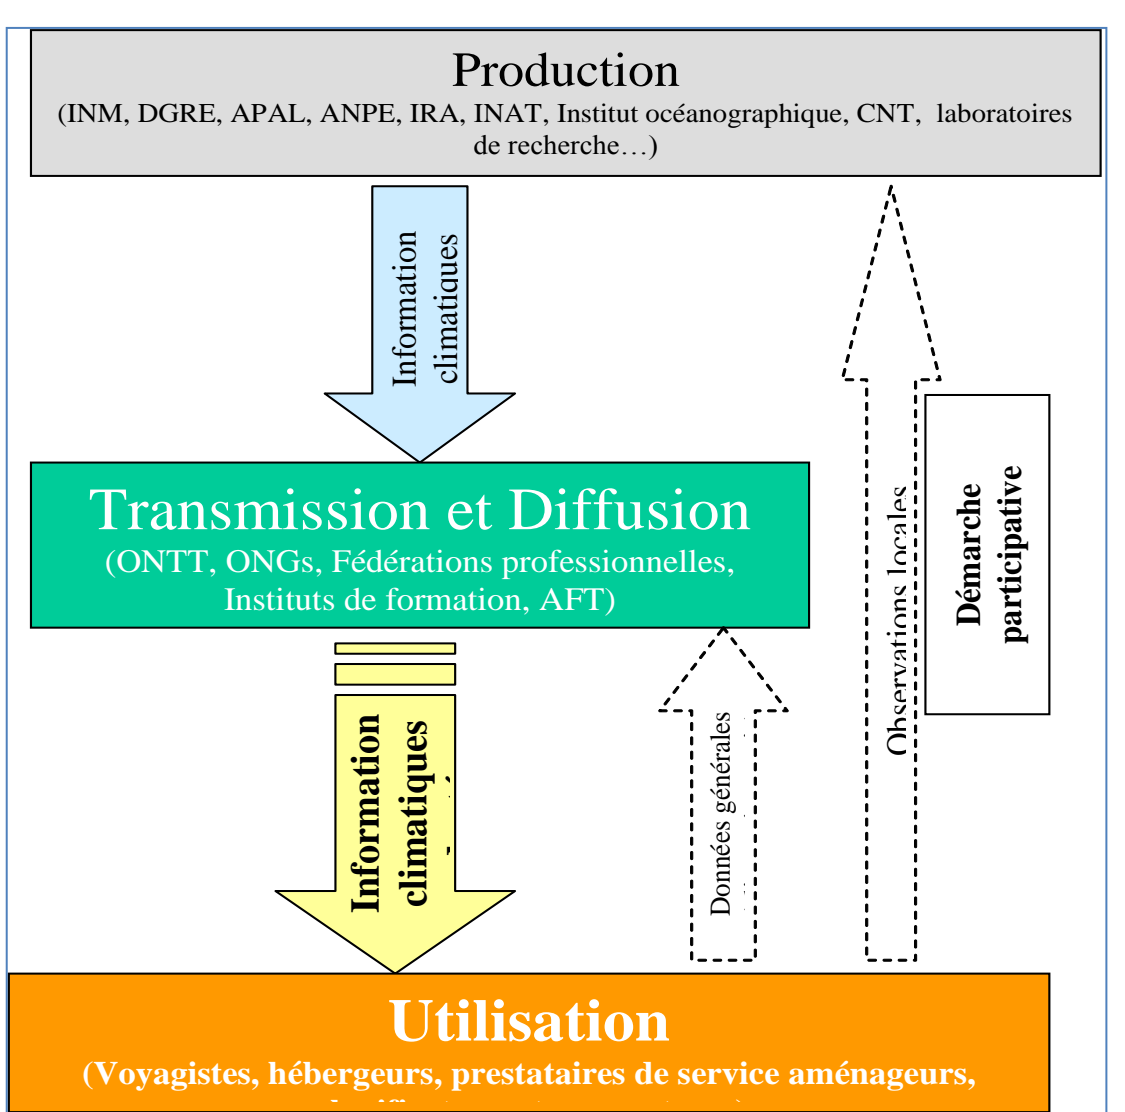 Production
(INM, DGRE, APAL, ANPE, IRA, INAT, Institut océanographique, CNT, laboratoires
de recherche…)
Information
climatiques
Transmission et Diffusion
(ONTT, ONGs, Fédérations professionnelles,
Instituts de formation, AFT)
Observations locales
Démarche
participative
Information
climatiques
Données générales
Utilisation
(Voyagistes, hébergeurs, prestataires de service aménageurs,